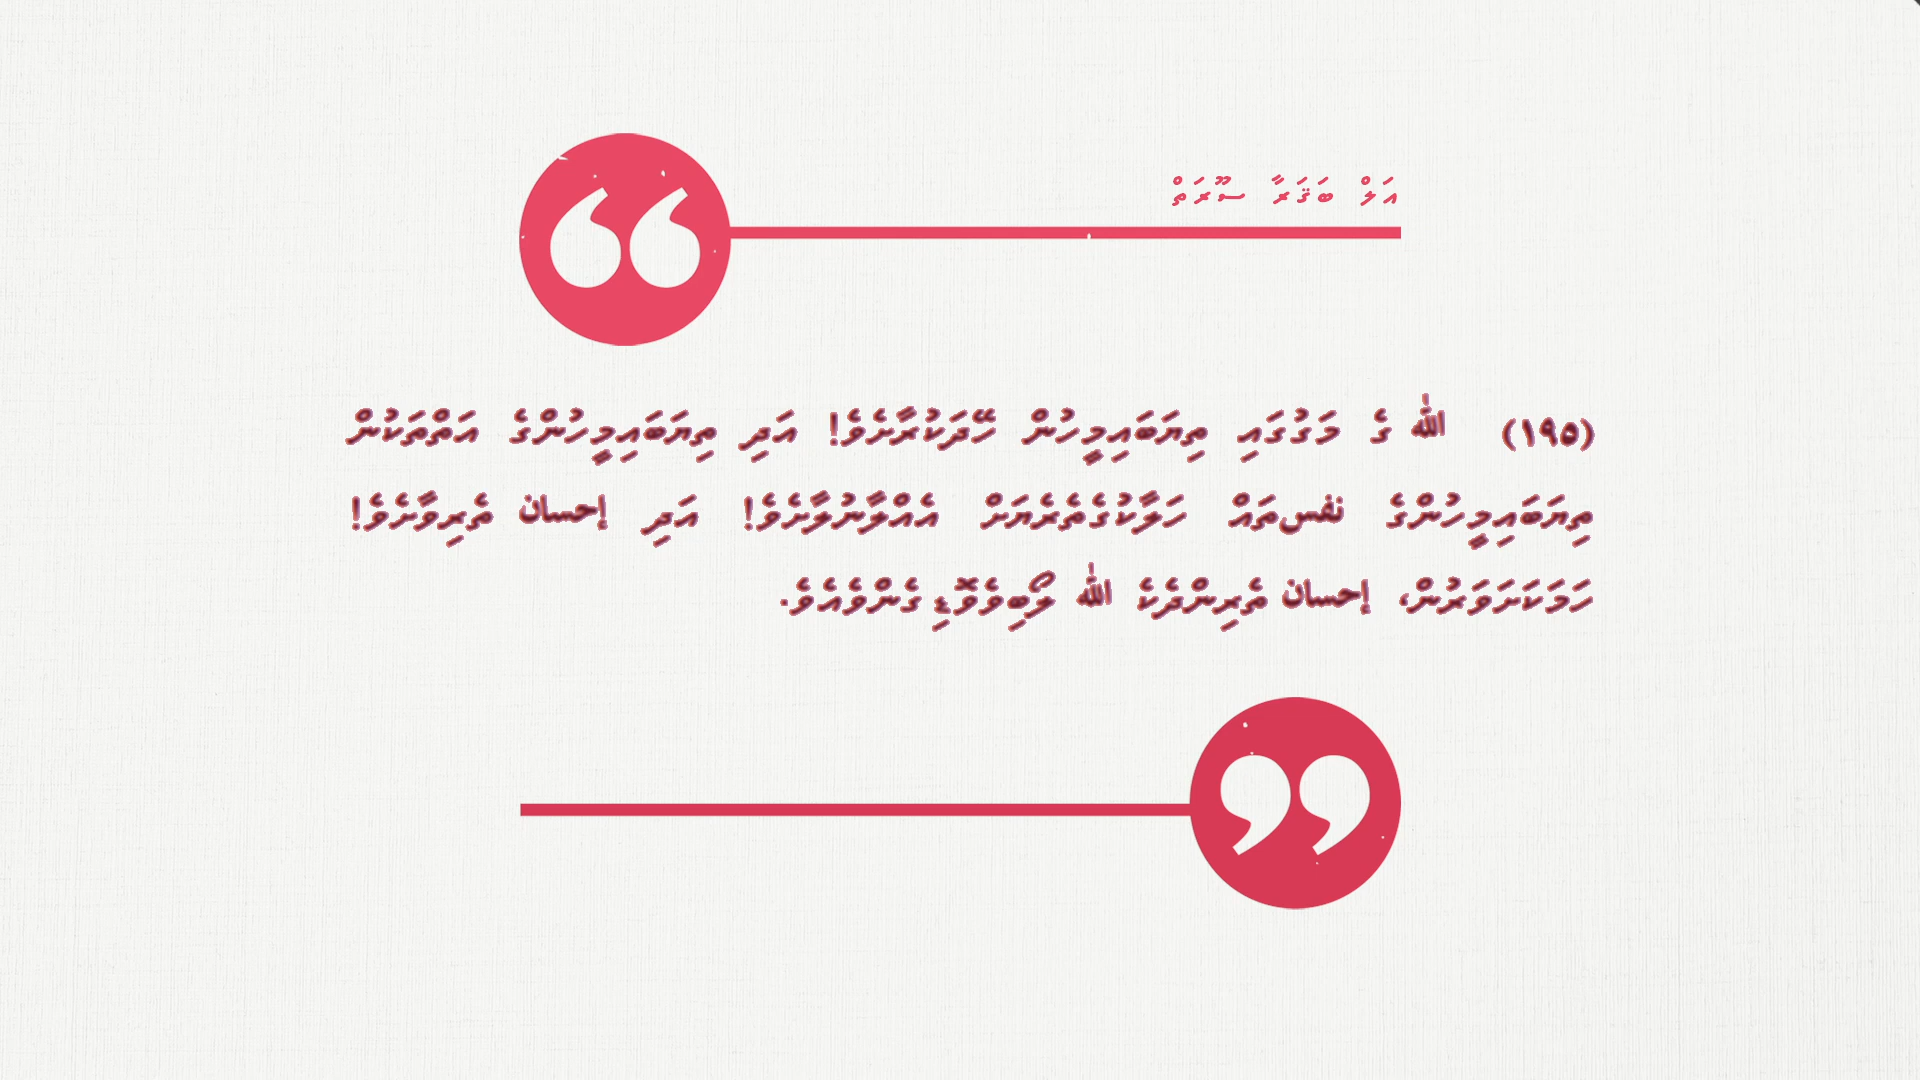 އަލް ބަޤަރާ ސޫރަތް
(١٩٥) ﷲ ގެ މަގުގައި ތިޔަބައިމީހުން ހޭދަކުރާށެވެ! އަދި ތިޔަބައިމީހުންގެ އަތްތަކުން
ތިޔަބައިމީހުންގެ نفس‌ތައް ހަލާކުގެތެރެޔަށް އެއްލާނުލާށެވެ! އަދި إحسان ތެރިވާށެވެ!
ހަމަކަށަވަރުން، إحسان ތެރިންދެކެ ﷲ ލޯބިވެވޮޑިގެންވެއެވެ.